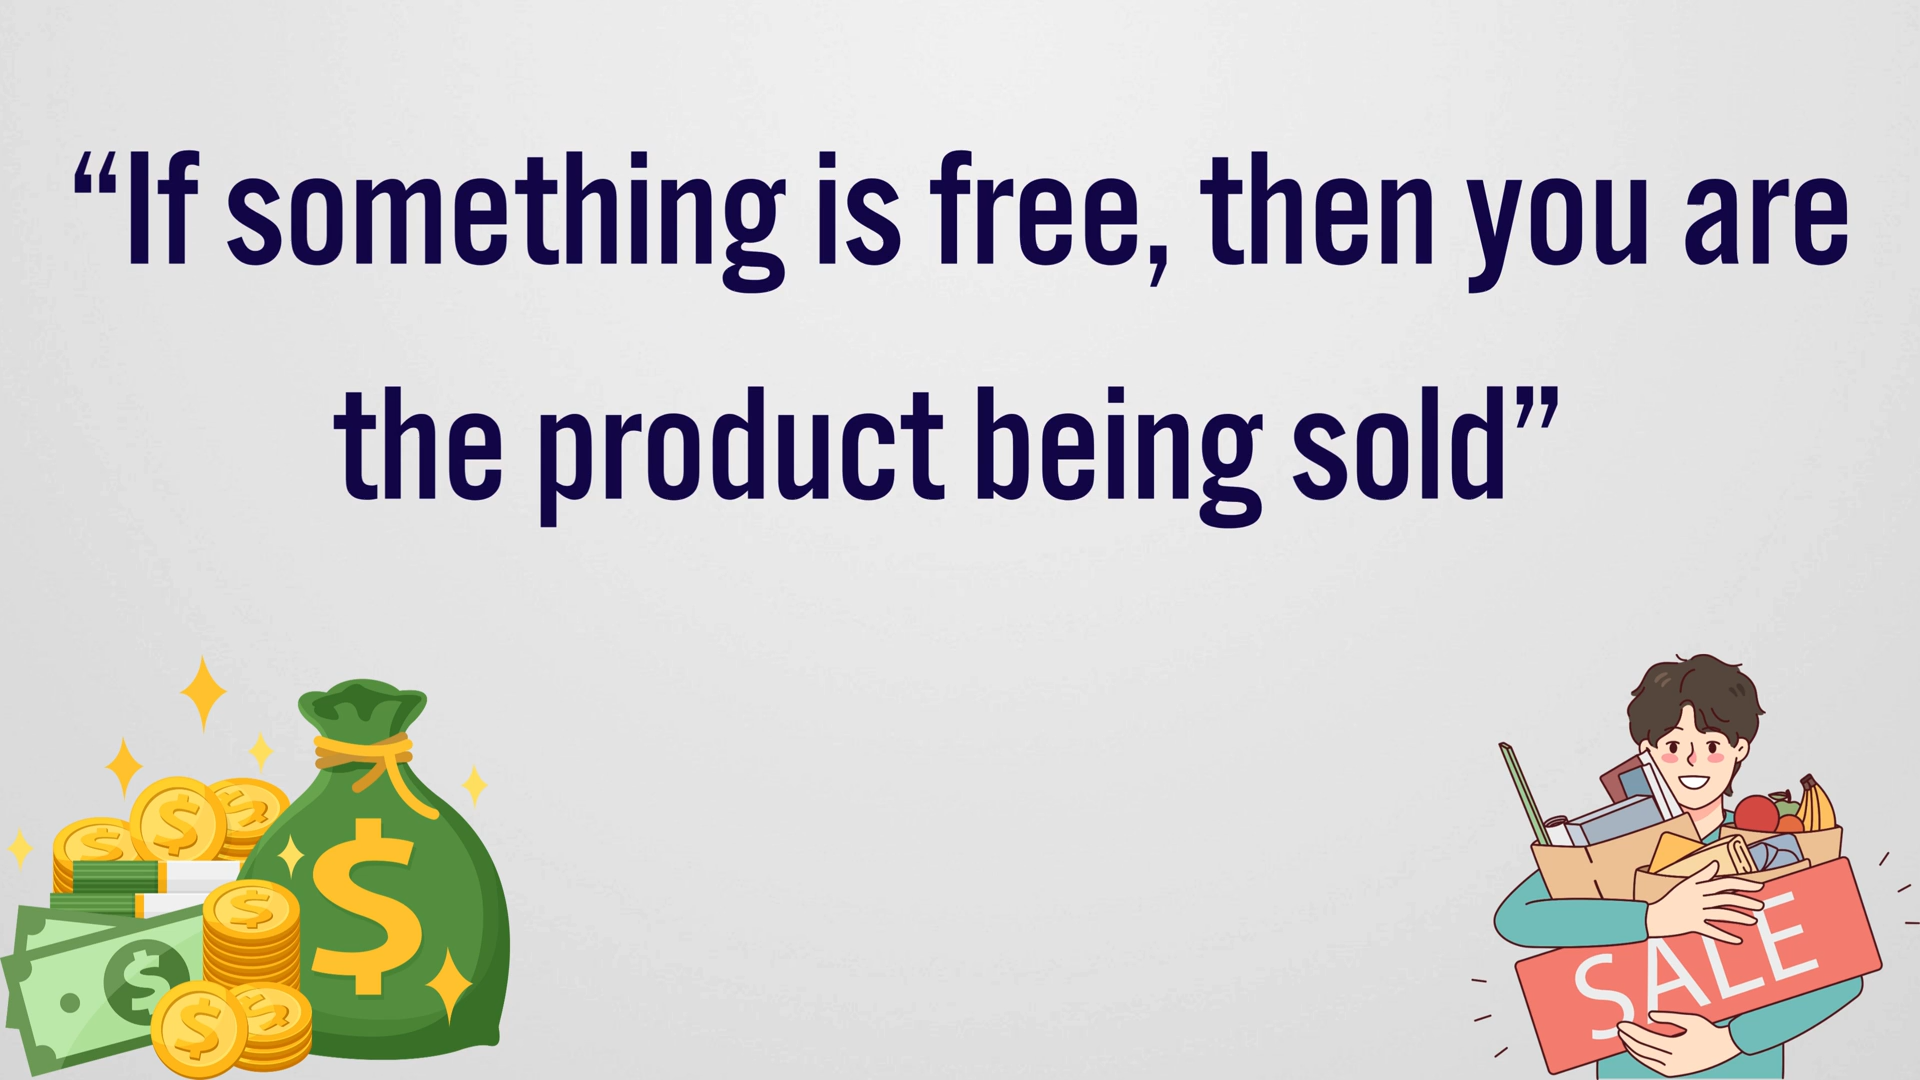 “If something is free, then you are
the product being sold”
$
$
$
$
$
$
$
$
SALE